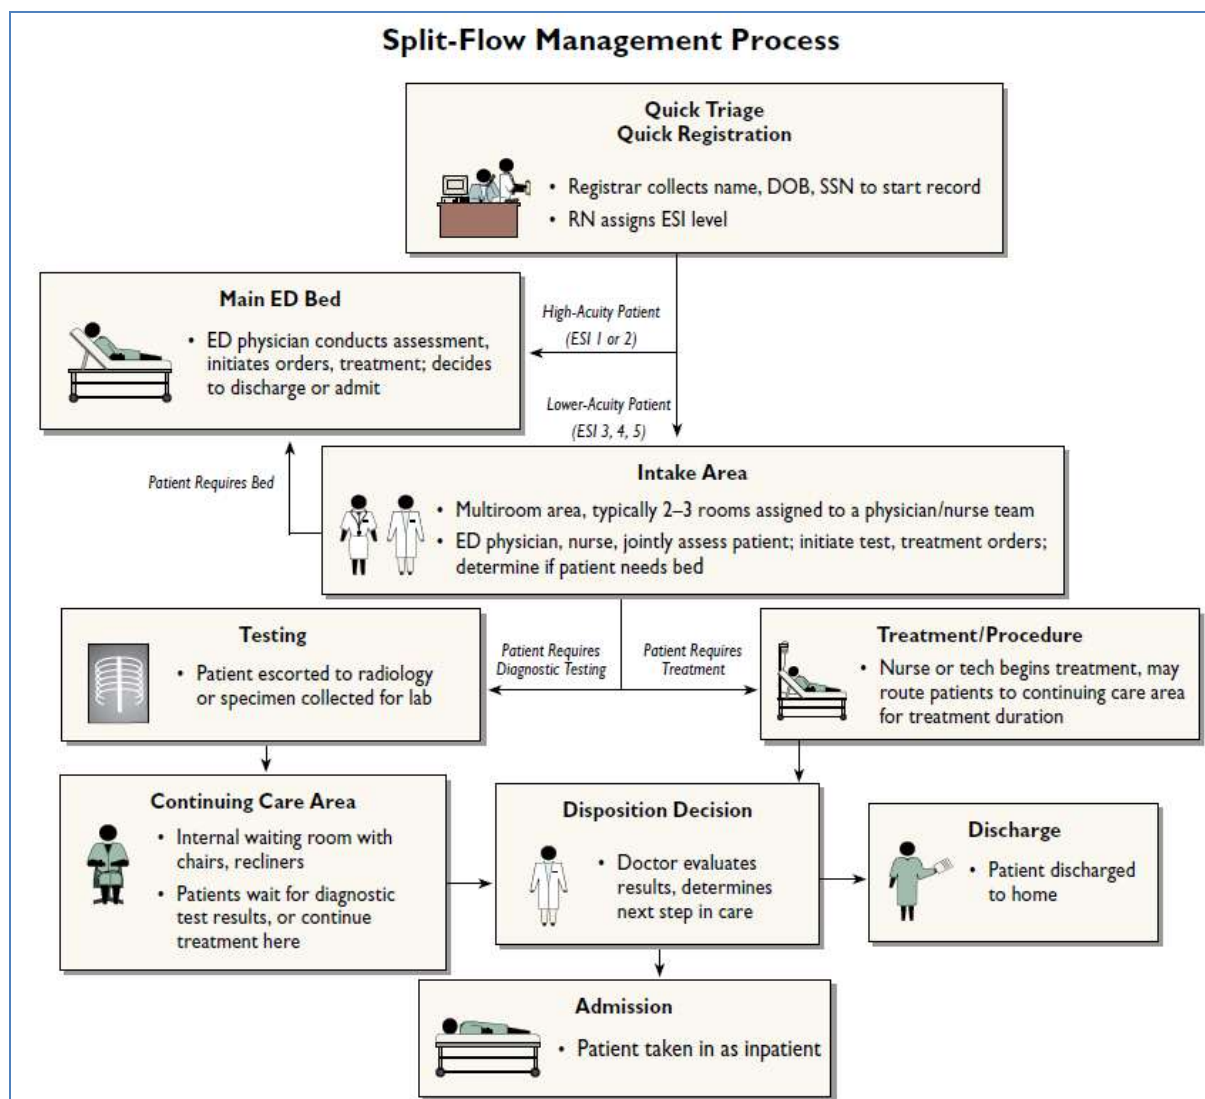 Split-Flow Management Process
Quick Triage
Quick Registration
• Registrar collects name, DOB, SSN to start record
• RN assigns ESI level
Main ED Bed
• ED physician conducts assessment,
initiates orders, treatment; decides
to discharge or admit
High-Acuity Patient
(ESI 1 or 2)
Lower-Acuity Patient
(ESI 3, 4, 5)
Patient Requires Bed
Intake Area
• Multiroom area, typically 2–3 rooms assigned to a physician/nurse team
• ED physician, nurse, jointly assess patient; initiate test, treatment orders;
determine if patient needs bed
Testing
• Patient escorted to radiology
or specimen collected for lab
Patient Requires
Diagnostic Testing
Patient Requires
Treatment
Treatment/Procedure
• Nurse or tech begins treatment, may
route patients to continuing care area
for treatment duration
Continuing Care Area
• Internal waiting room with
chairs, recliners
• Patients wait for diagnostic
test results, or continue
treatment here
Disposition Decision
• Doctor evaluates
results, determines
next step in care
Discharge
• Patient discharged
to home
Admission
• Patient taken in as inpatient